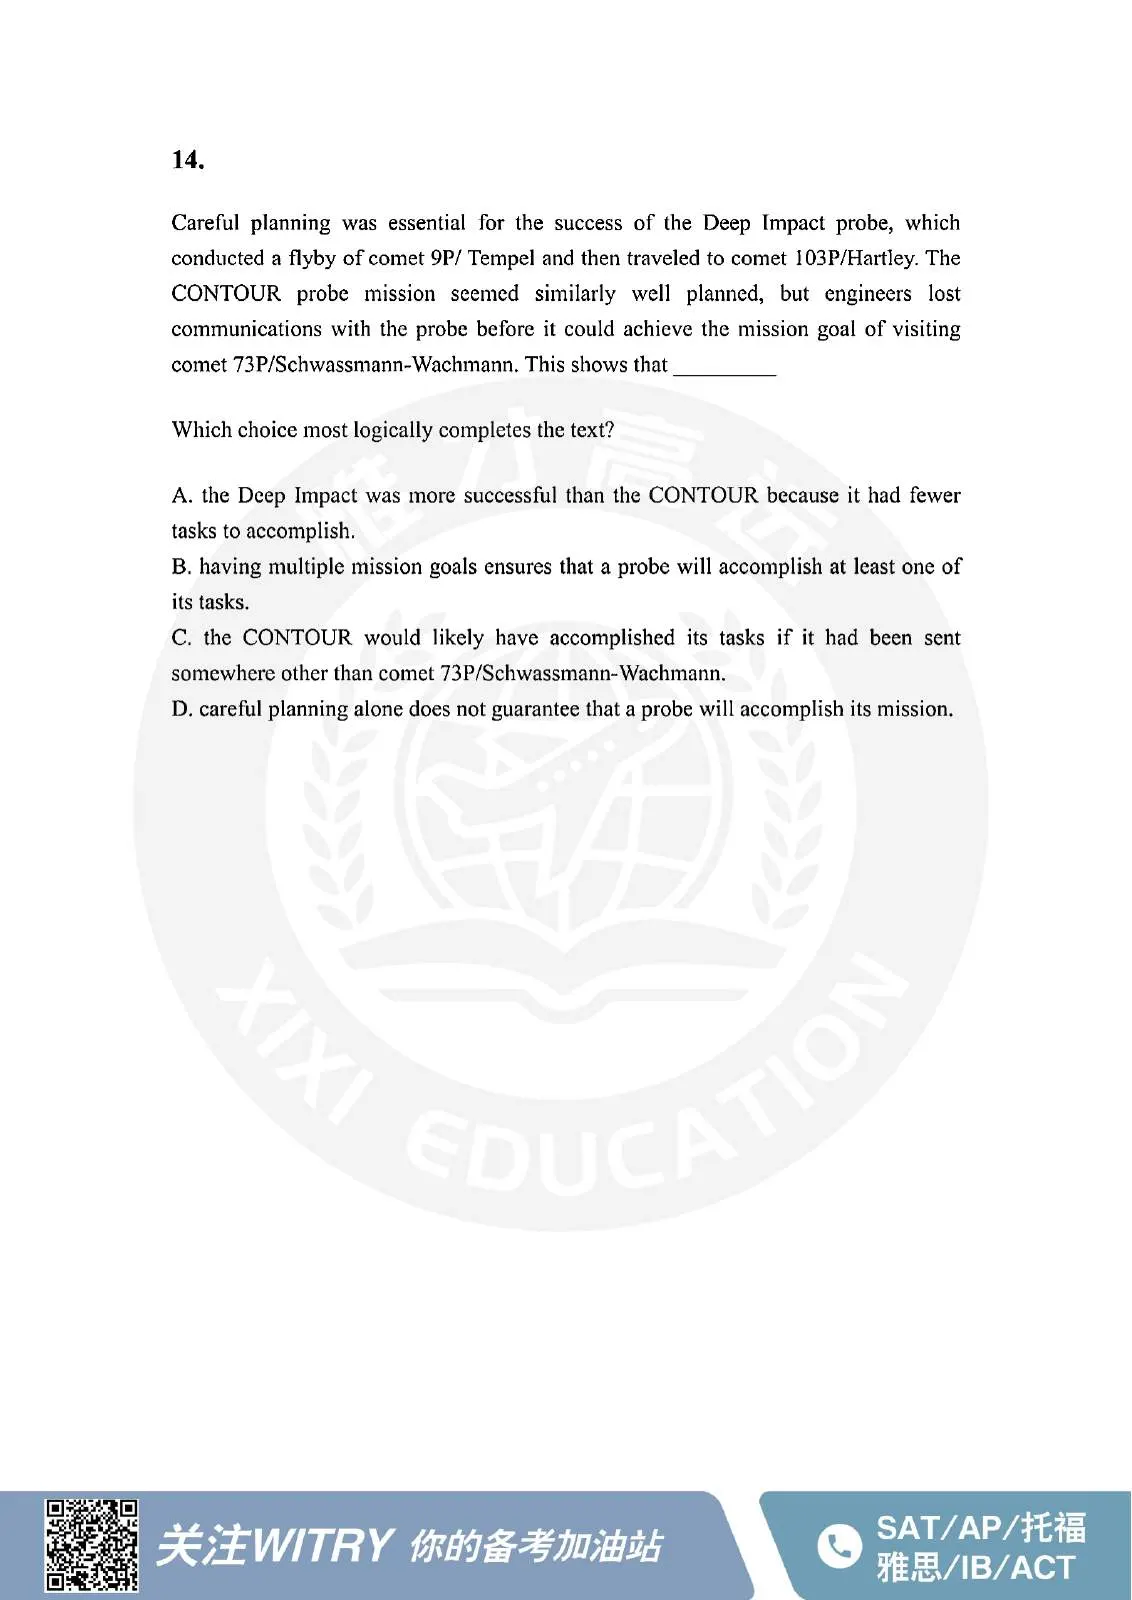 14.
Careful planning was essential for the success of the Deep Impact probe, which
conducted a flyby of comet 9P/ Tempel and then traveled to comet 103P/Hartley. The
CONTOUR probe mission seemed similarly well planned, but engineers lost
communications with the probe before it could achieve the mission goal of visiting
comet 73P/Schwassmann-Wachmann. This shows that _________
Which choice most logically completes the text?
A. the Deep Impact was more successful than the CONTOUR because it had fewer
tasks to accomplish.
B. having multiple mission goals ensures that a probe will accomplish at least one of
its tasks.
C. the CONTOUR would likely have accomplished its tasks if it had been sent
somewhere other than comet 73P/Schwassmann-Wachmann.
D. careful planning alone does not guarantee that a probe will accomplish its mission.
雅力高远
XIXI EDUCATION
关注WITRY 你的备考加油站
SAT/AP/托福
雅思/IB/ACT